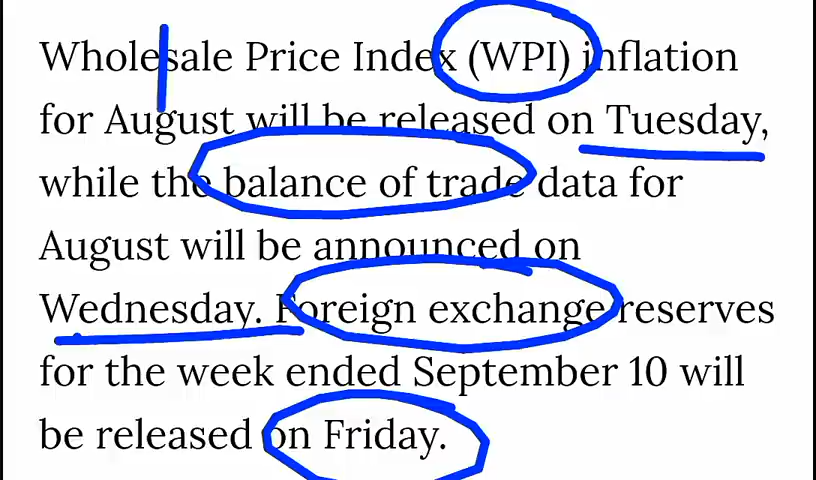 Wholesale Price Index (WPI) inflation
for August will be released on Tuesday,
while the balance of trade data for
August will be announced on
Wednesday. Foreign exchange reserves
for the week ended September 10 will
be released on Friday.